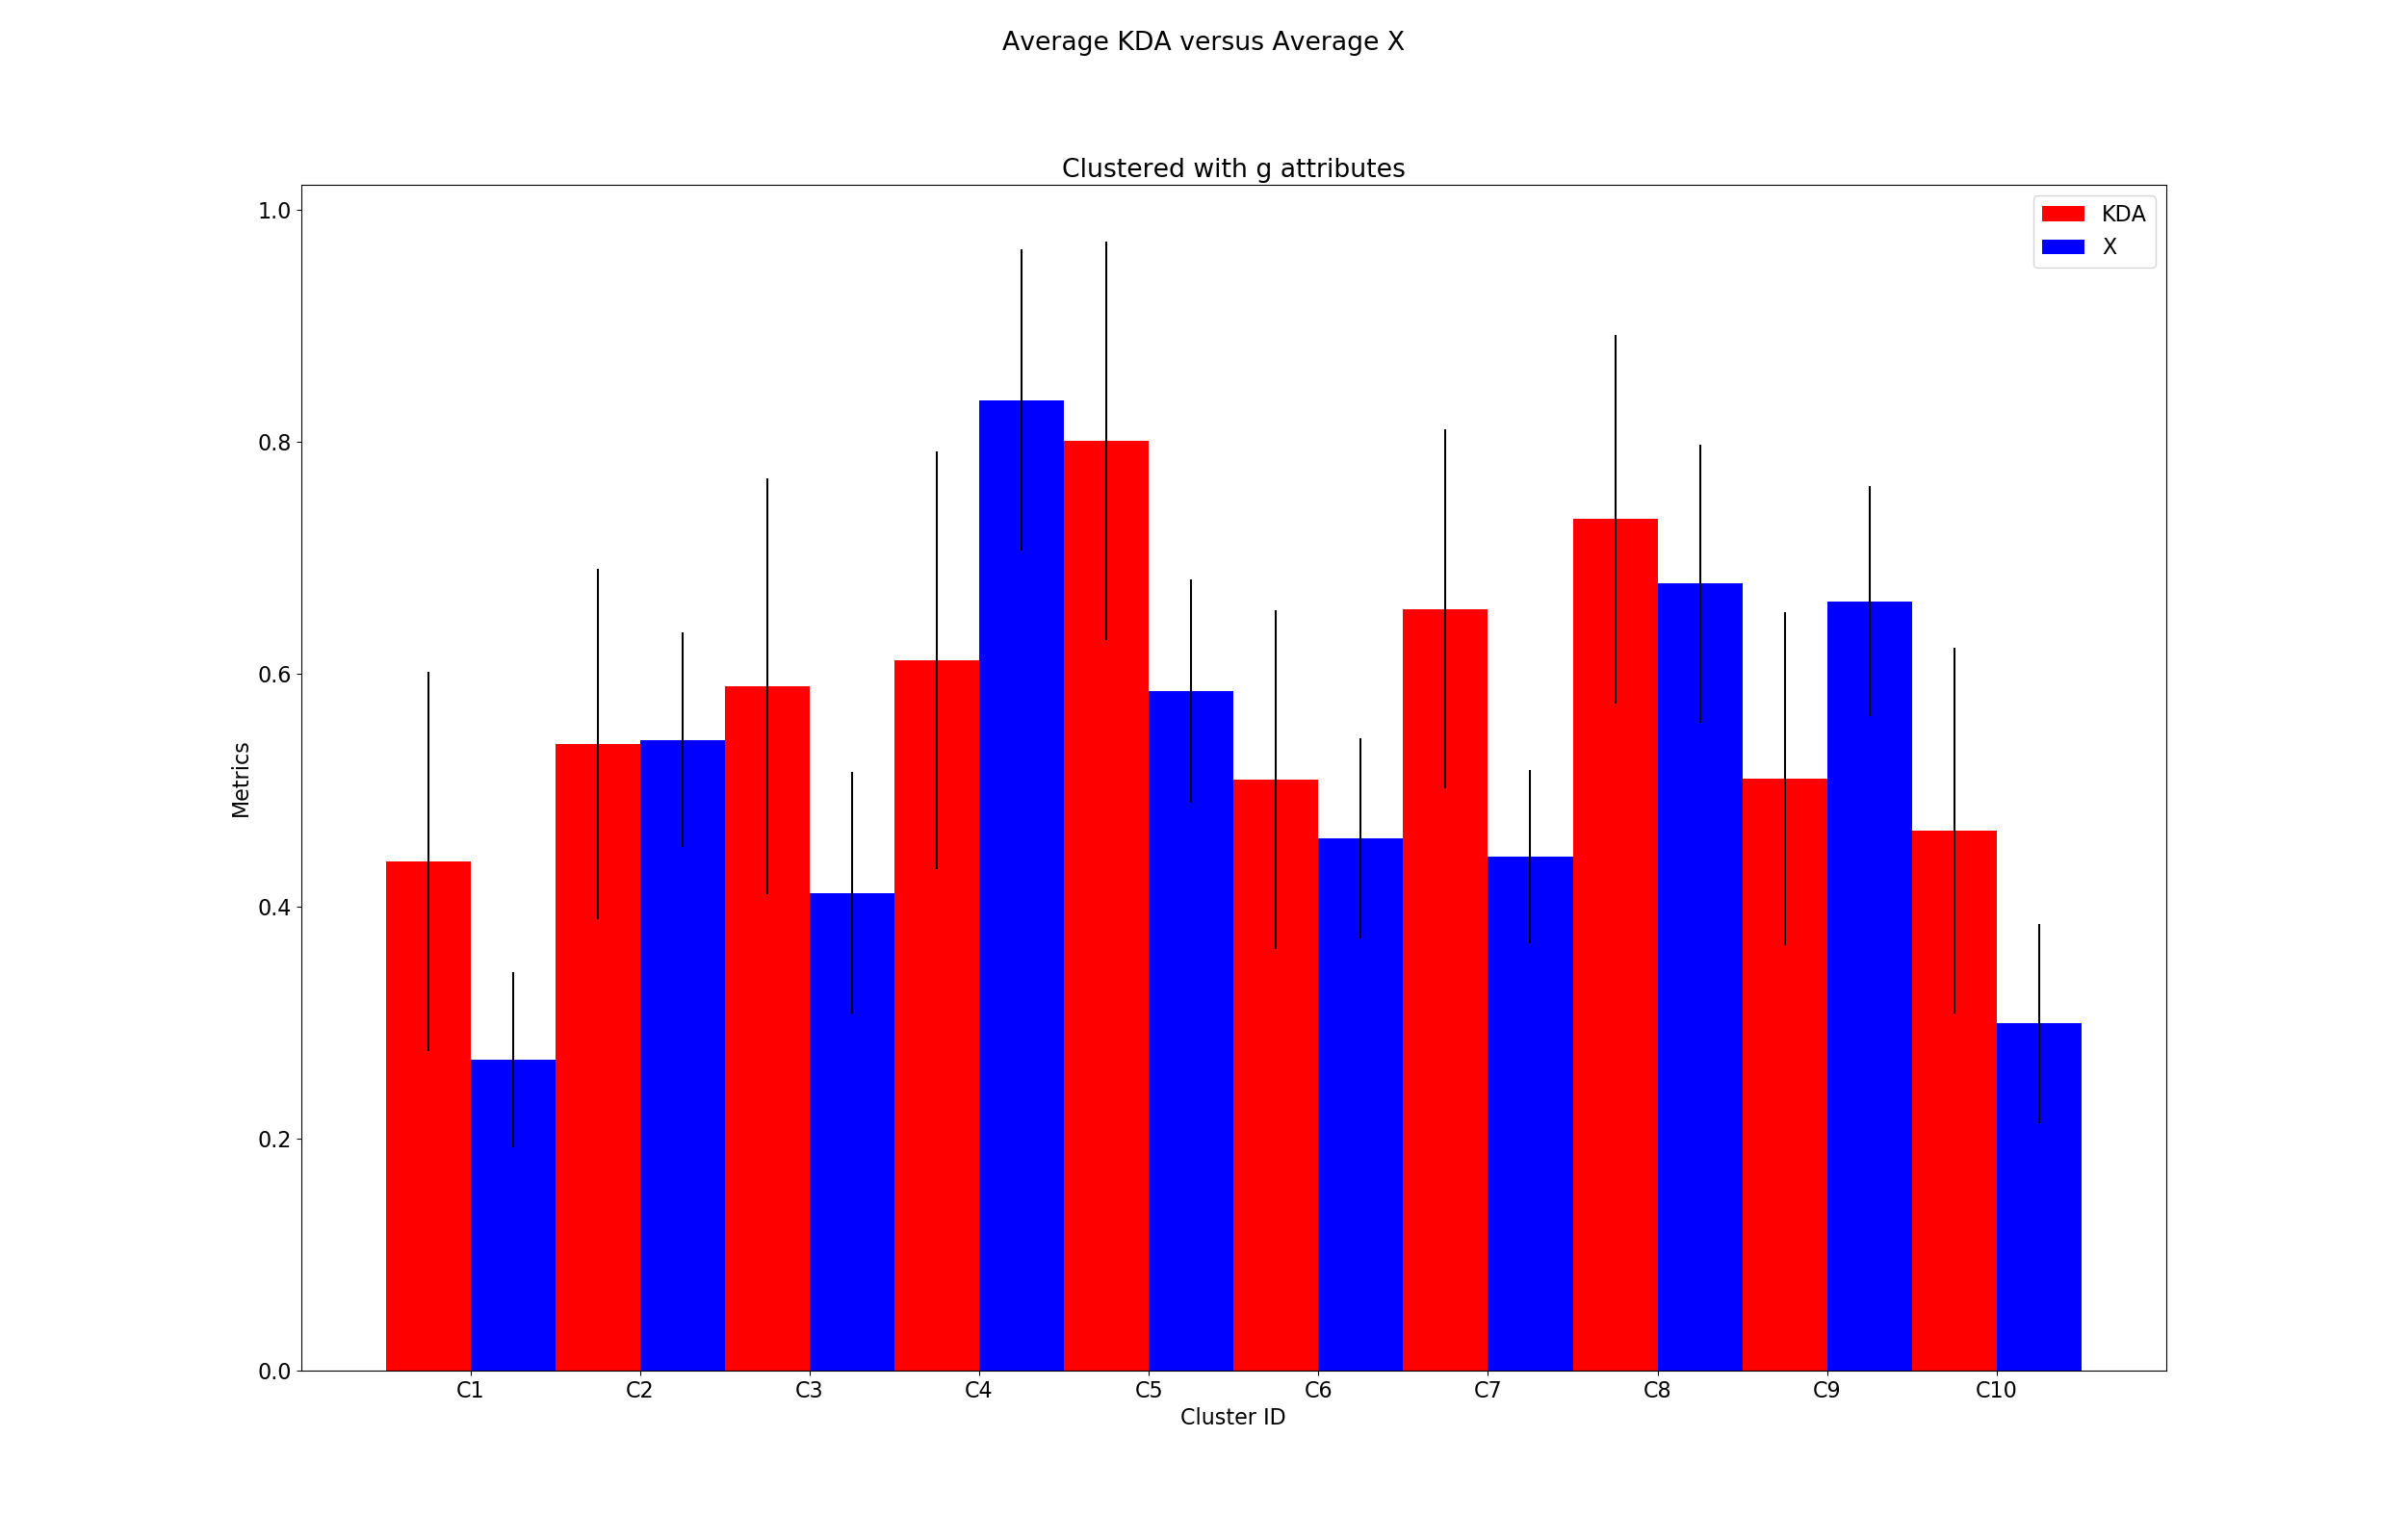 Average KDA versus Average X
Clustered with g attributes
KDA
X
1.0
0.8
0.6
0.4
0.2
0.0
Metrics
C1 C2 C3 C4 C5 C6 C7 C8 C9 C10
Cluster ID